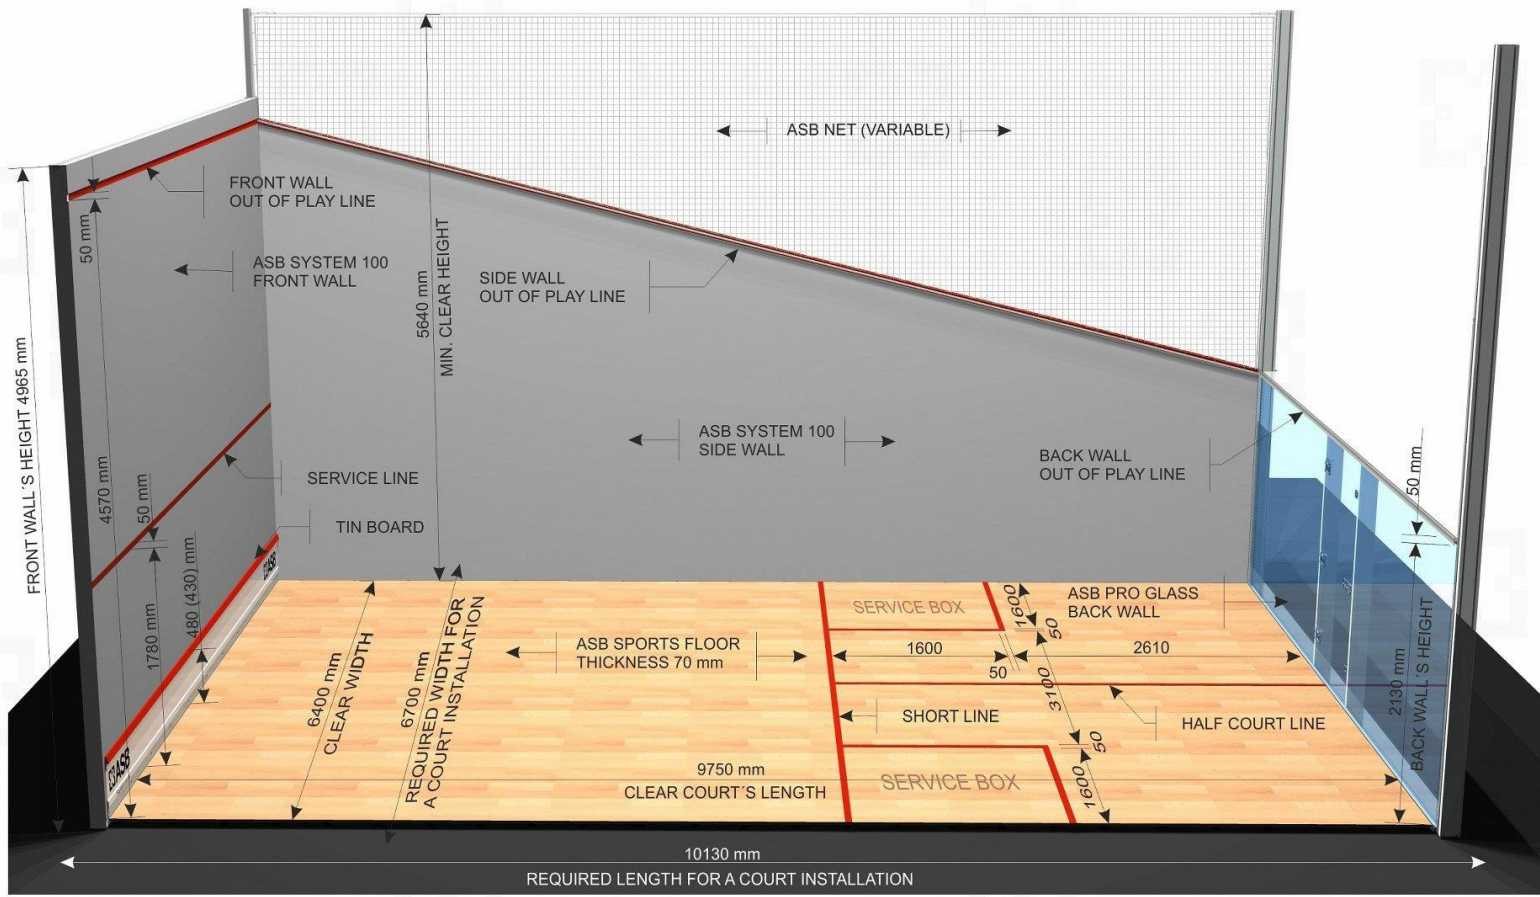 ASB NET (VARIABLE)
FRONT WALL
OUT OF PLAY LINE
50 mm
ASB SYSTEM 100
FRONT WALL
SIDE WALL
OUT OF PLAY LINE
5640 mm
MIN. CLEAR HEIGHT
FRONT WALL´S HEIGHT 4965 mm
ASB SYSTEM 100
SIDE WALL
BACK WALL
OUT OF PLAY LINE
50 mm
SERVICE LINE
4570 mm
50 mm
TIN BOARD
480 (430) mm
1780 mm
ASB
ASB
6400 mm
CLEAR WIDTH
6700 mm
REQUIRED WIDTH FOR
A COURT INSTALLATION
ASB SPORTS FLOOR
THICKNESS 70 mm
SERVICE BOX
1600
50
ASB PRO GLASS
BACK WALL
1600
50
2610
3100
SHORT LINE
HALF COURT LINE
2130 mm
BACK WALL´S HEIGHT
50
SERVICE BOX
1600
9750 mm
CLEAR COURT´S LENGTH
10130 mm
REQUIRED LENGTH FOR A COURT INSTALLATION